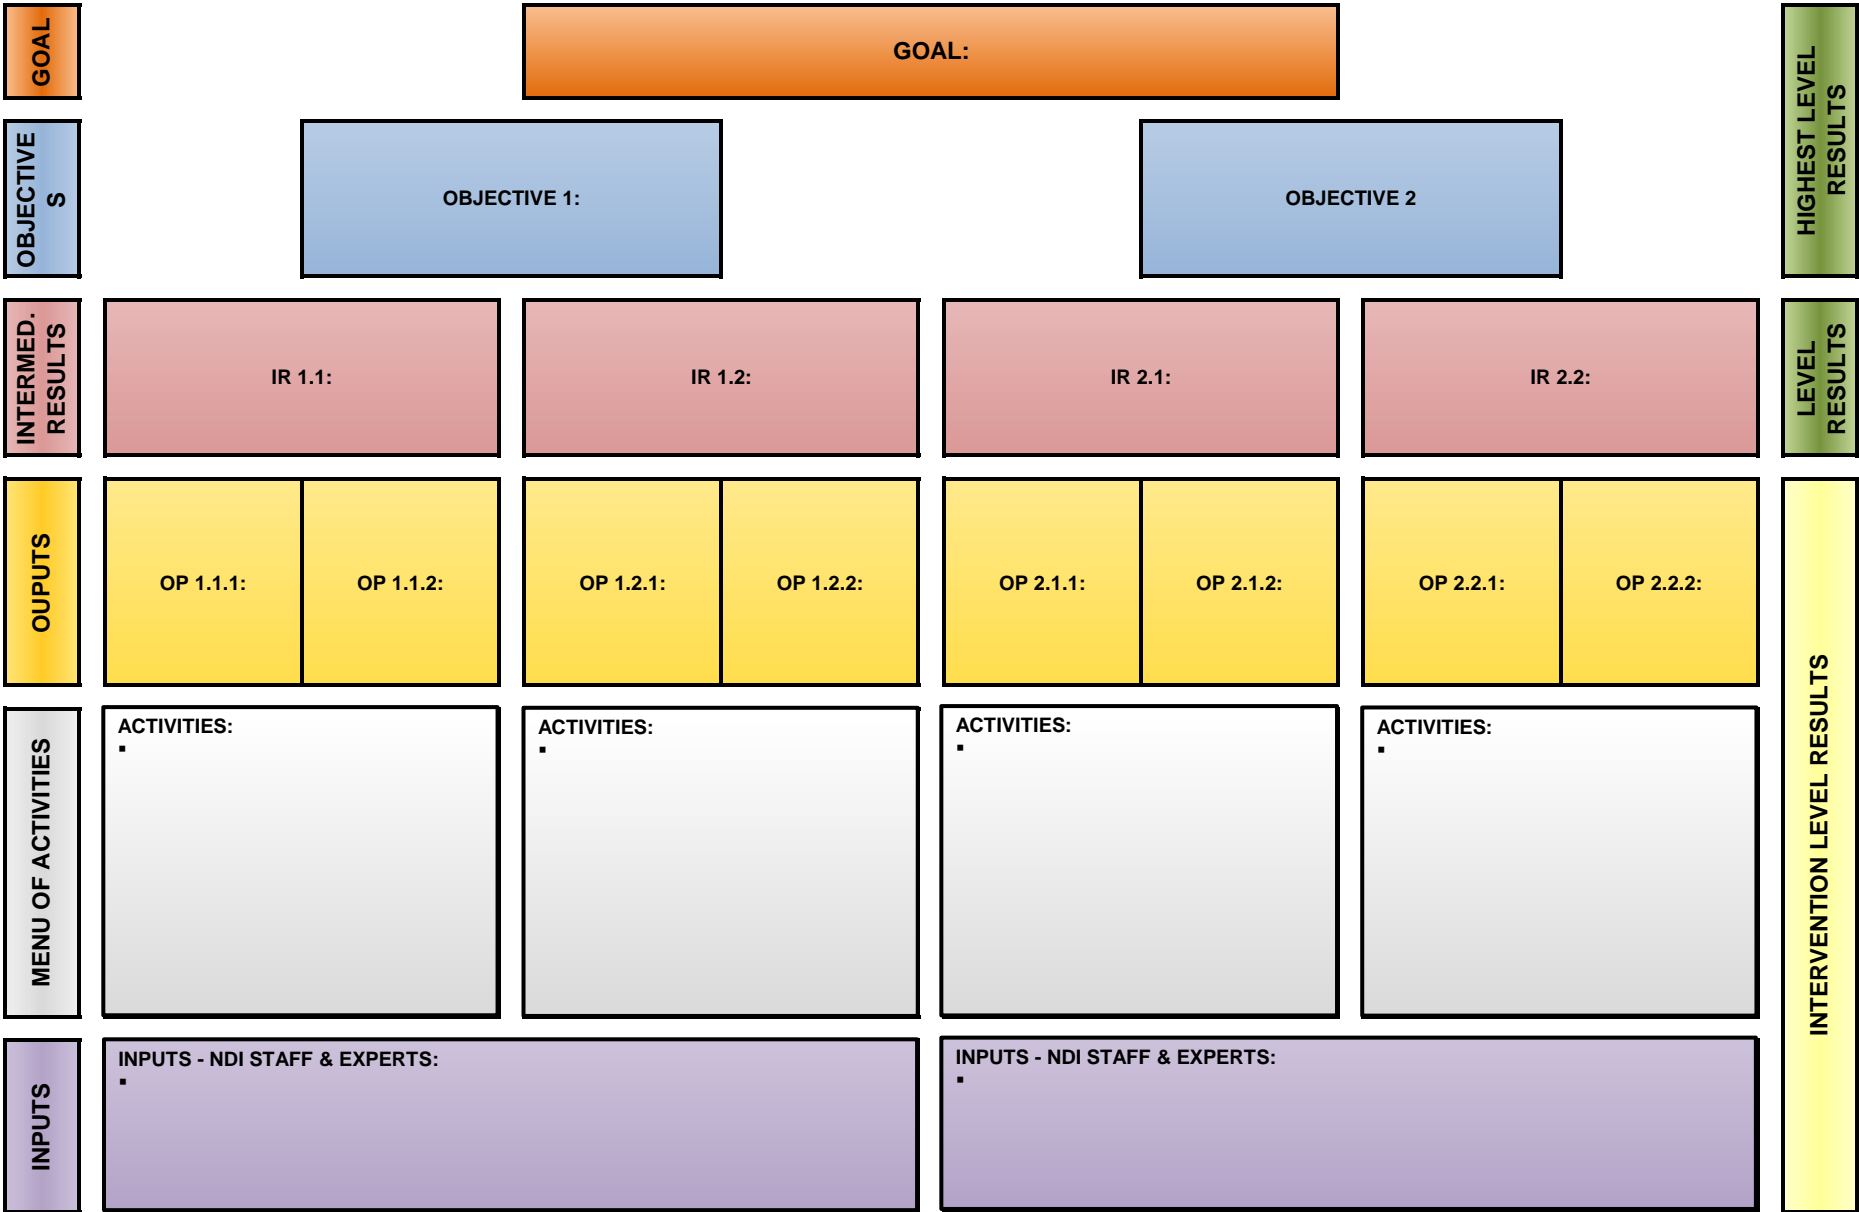 GOAL
GOAL:
HIGHEST LEVEL
RESULTS
OBJECTIVE
S
OBJECTIVE 1:
OBJECTIVE 2
INTERMED.
RESULTS
IR 1.1:
IR 1.2:
IR 2.1:
IR 2.2:
LEVEL
RESULTS
OUPUTS
OP 1.1.1:
OP 1.1.2:
OP 1.2.1:
OP 1.2.2:
OP 2.1.1:
OP 2.1.2:
OP 2.2.1:
OP 2.2.2:
INTERVENTION LEVEL RESULTS
MENU OF ACTIVITIES
ACTIVITIES:
▪
ACTIVITIES:
▪
ACTIVITIES:
▪
ACTIVITIES:
▪
INPUTS
INPUTS - NDI STAFF & EXPERTS:
▪
INPUTS - NDI STAFF & EXPERTS:
▪